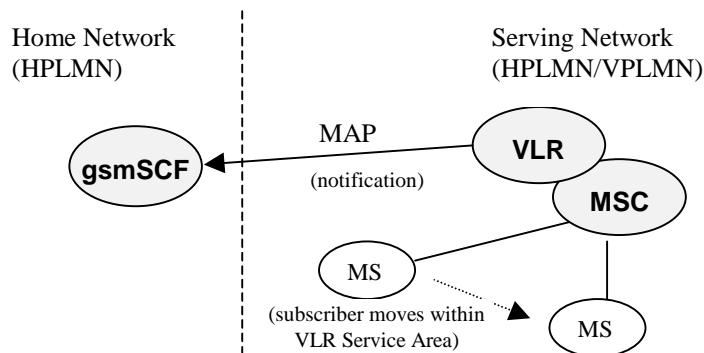 Home Network
(HPLMN)
Serving Network
(HPLMN/VPLMN)
MAP
VLR
gsmSCF
(notification)
MSC
MS
(subscriber moves within
VLR Service Area)
MS